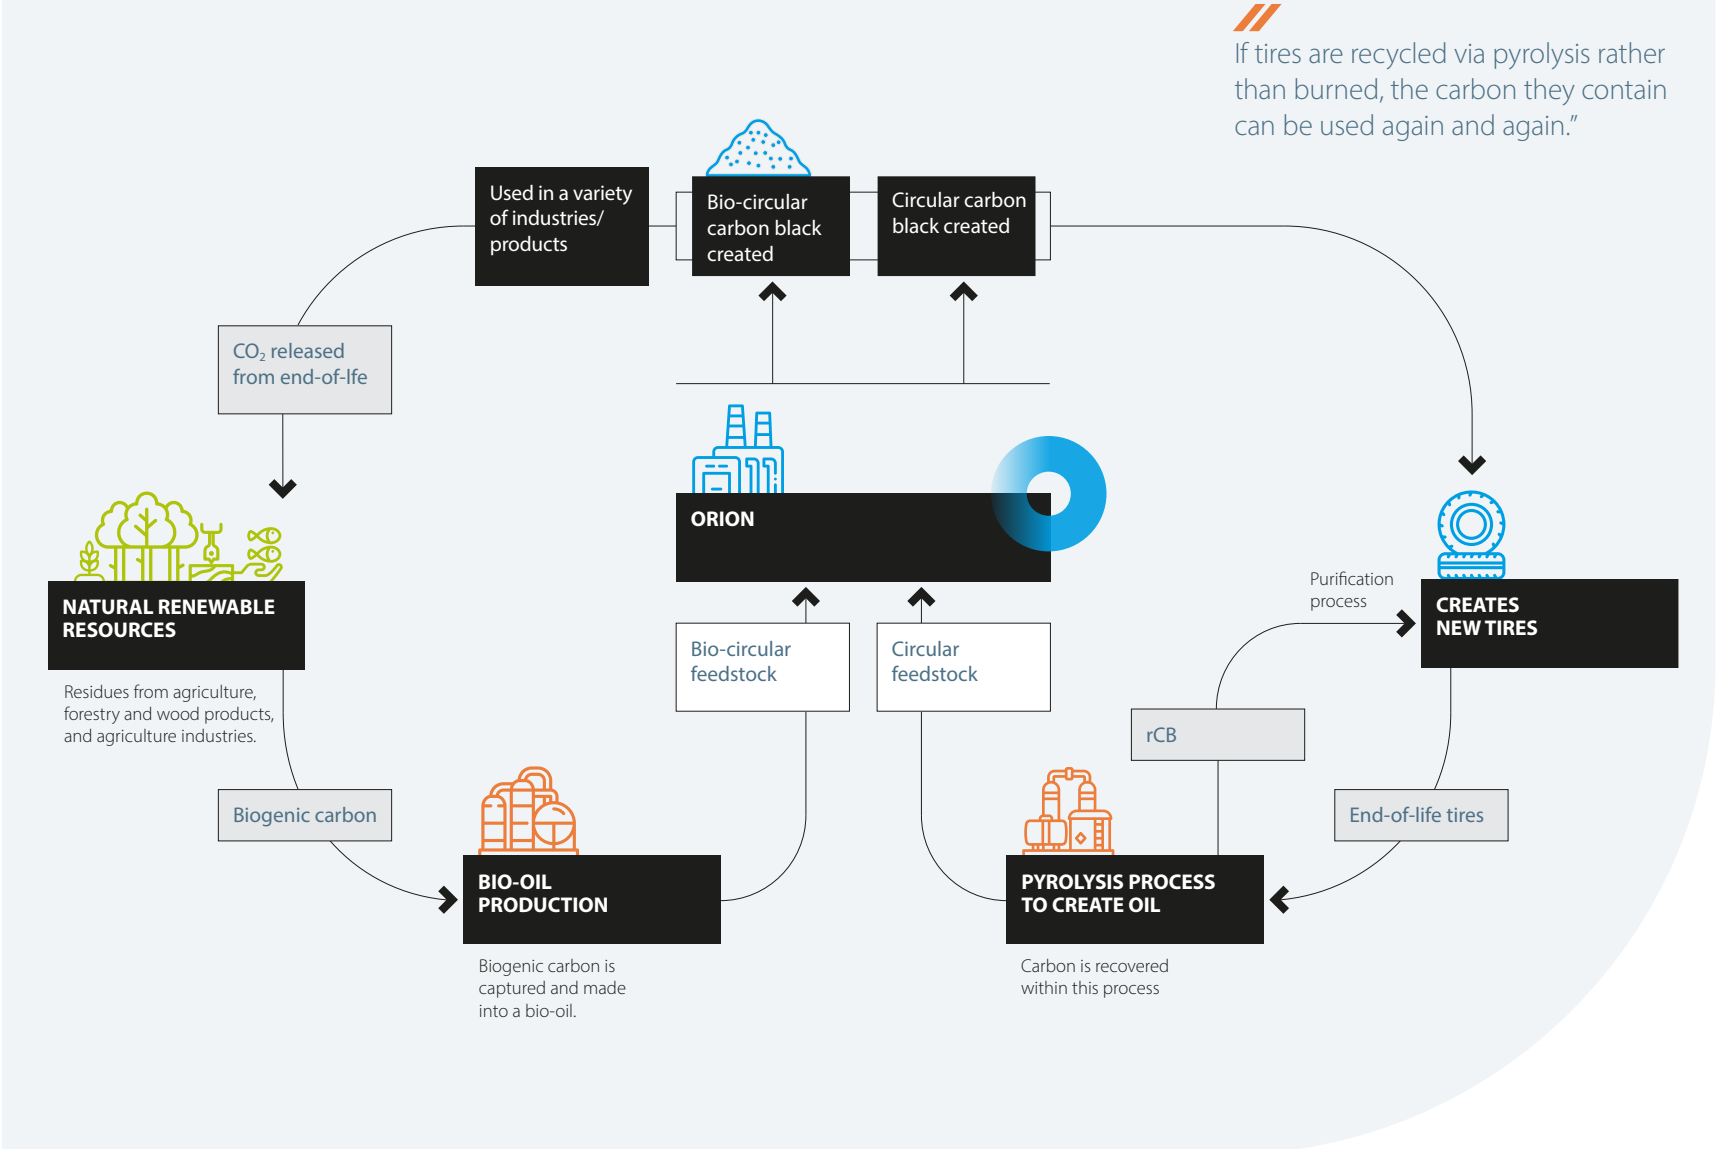 If tires are recycled via pyrolysis rather
than burned, the carbon they contain
can be used again and again.”
Used in a variety
of industries/
products
Bio-circular
carbon black
created
Circular carbon
black created
CO₂ released
from end-of-lfe
ORION
NATURAL RENEWABLE
RESOURCES
Residues from agriculture,
forestry and wood products,
and agriculture industries.
Bio-circular
feedstock
Circular
feedstock
Purification
process
CREATES
NEW TIRES
rCB
Biogenic carbon
End-of-life tires
BIO-OIL
PRODUCTION
Biogenic carbon is
captured and made
into a bio-oil.
PYROLYSIS PROCESS
TO CREATE OIL
Carbon is recovered
within this process